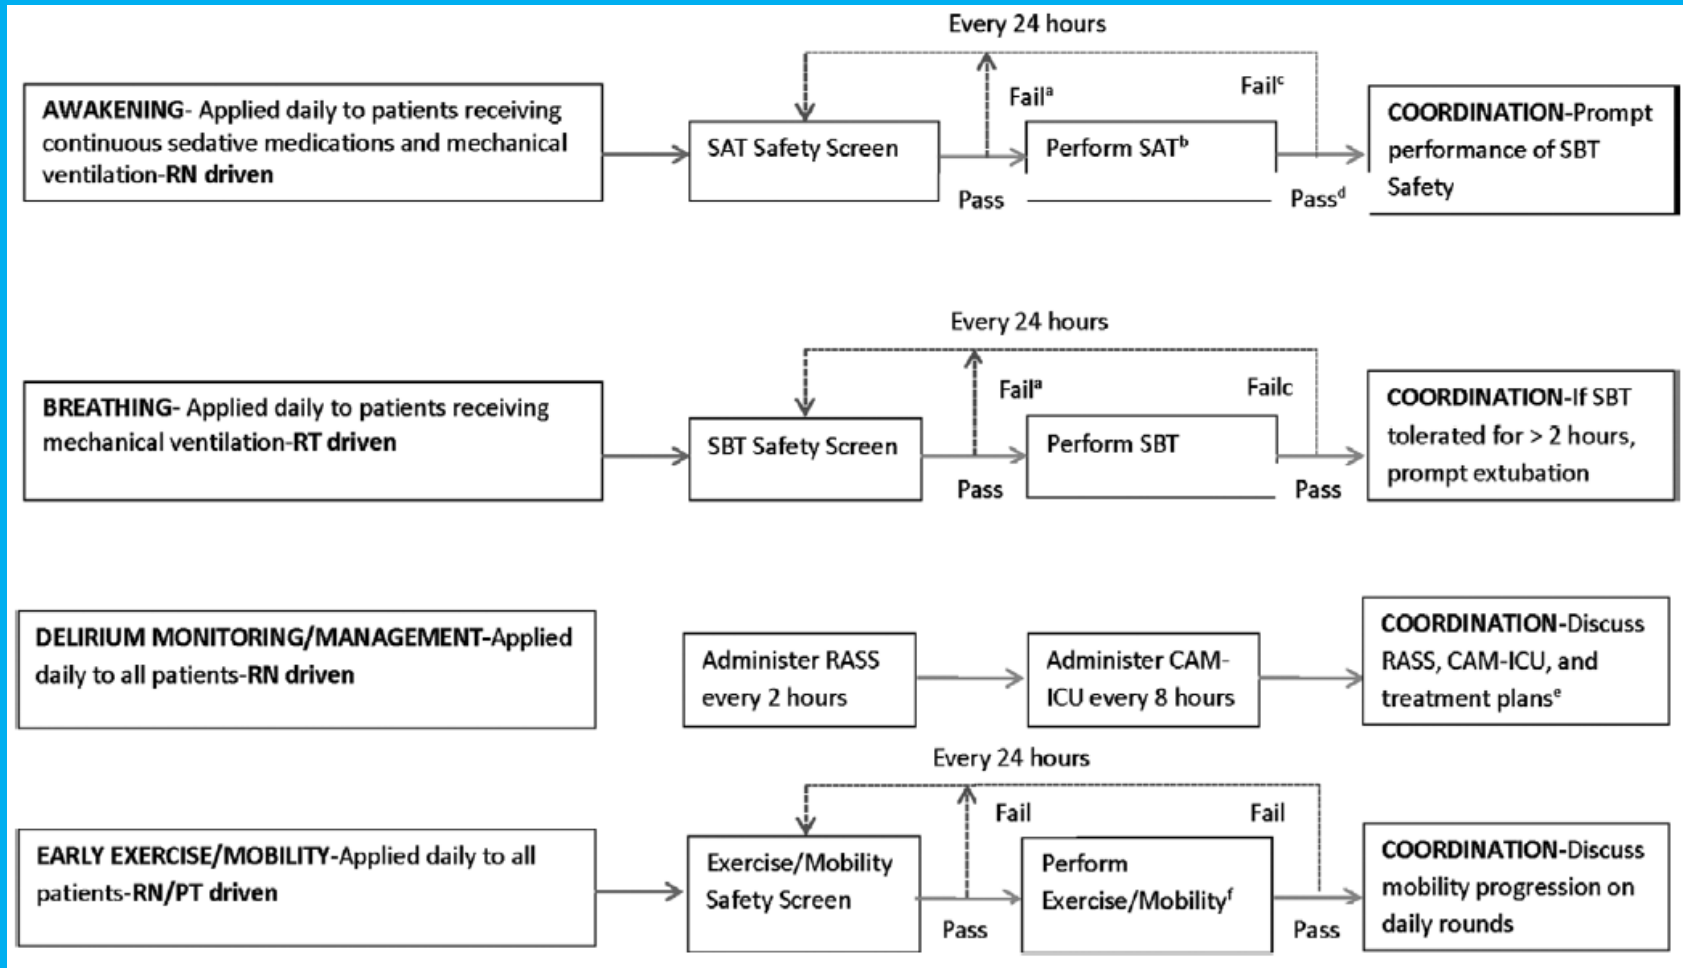 Every 24 hours
AWAKENING- Applied daily to patients receiving
continuous sedative medications and mechanical
ventilation-RN driven
SAT Safety Screen
Failᵃ
Pass
Perform SATᵇ
Failᶜ
Passᵈ
COORDINATION-Prompt
performance of SBT
Safety
Every 24 hours
BREATHING- Applied daily to patients receiving
mechanical ventilation-RT driven
SBT Safety Screen
Failᵃ
Pass
Perform SBT
Failc
Pass
COORDINATION-If SBT
tolerated for > 2 hours,
prompt extubation
DELIRIUM MONITORING/MANAGEMENT-Applied
daily to all patients-RN driven
Administer RASS
every 2 hours
Administer CAM-
ICU every 8 hours
COORDINATION-Discuss
RASS, CAM-ICU, and
treatment plansᵉ
Every 24 hours
EARLY EXERCISE/MOBILITY-Applied daily to all
patients-RN/PT driven
Exercise/Mobility
Safety Screen
Fail
Pass
Perform
Exercise/Mobilityᶠ
Fail
Pass
COORDINATION-Discuss
mobility progression on
daily rounds